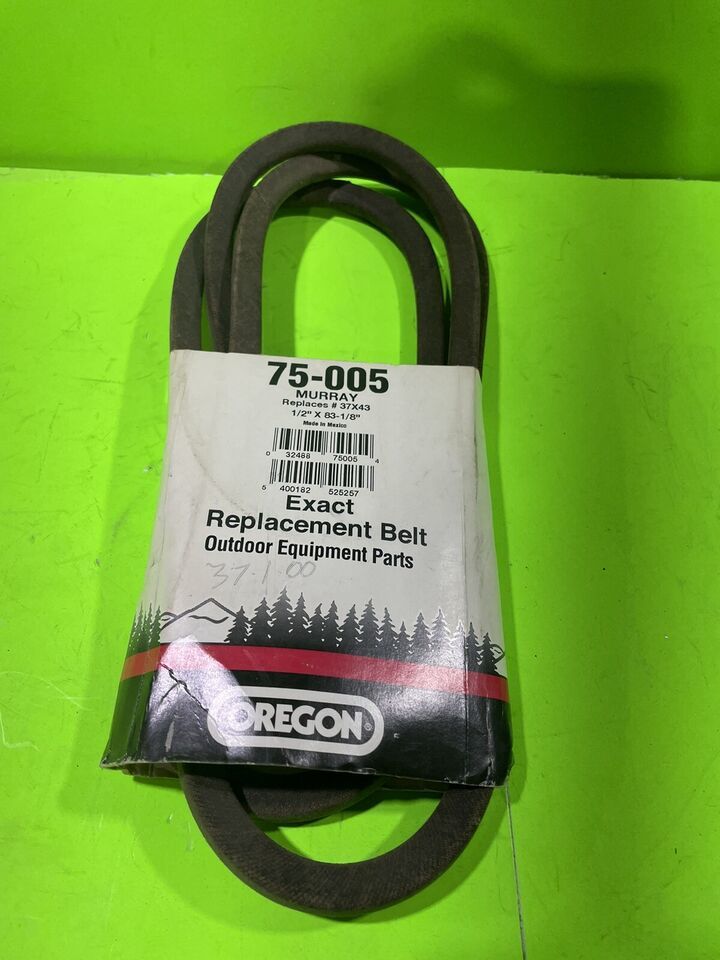 75-005
MURRAY
Replaces # 37X43
1/2" X 83-1/8"
Made in Mexico
0 32488 75005 4
5 400182 525257
Exact
Replacement Belt
Outdoor Equipment Parts
37-1-00
OREGON®